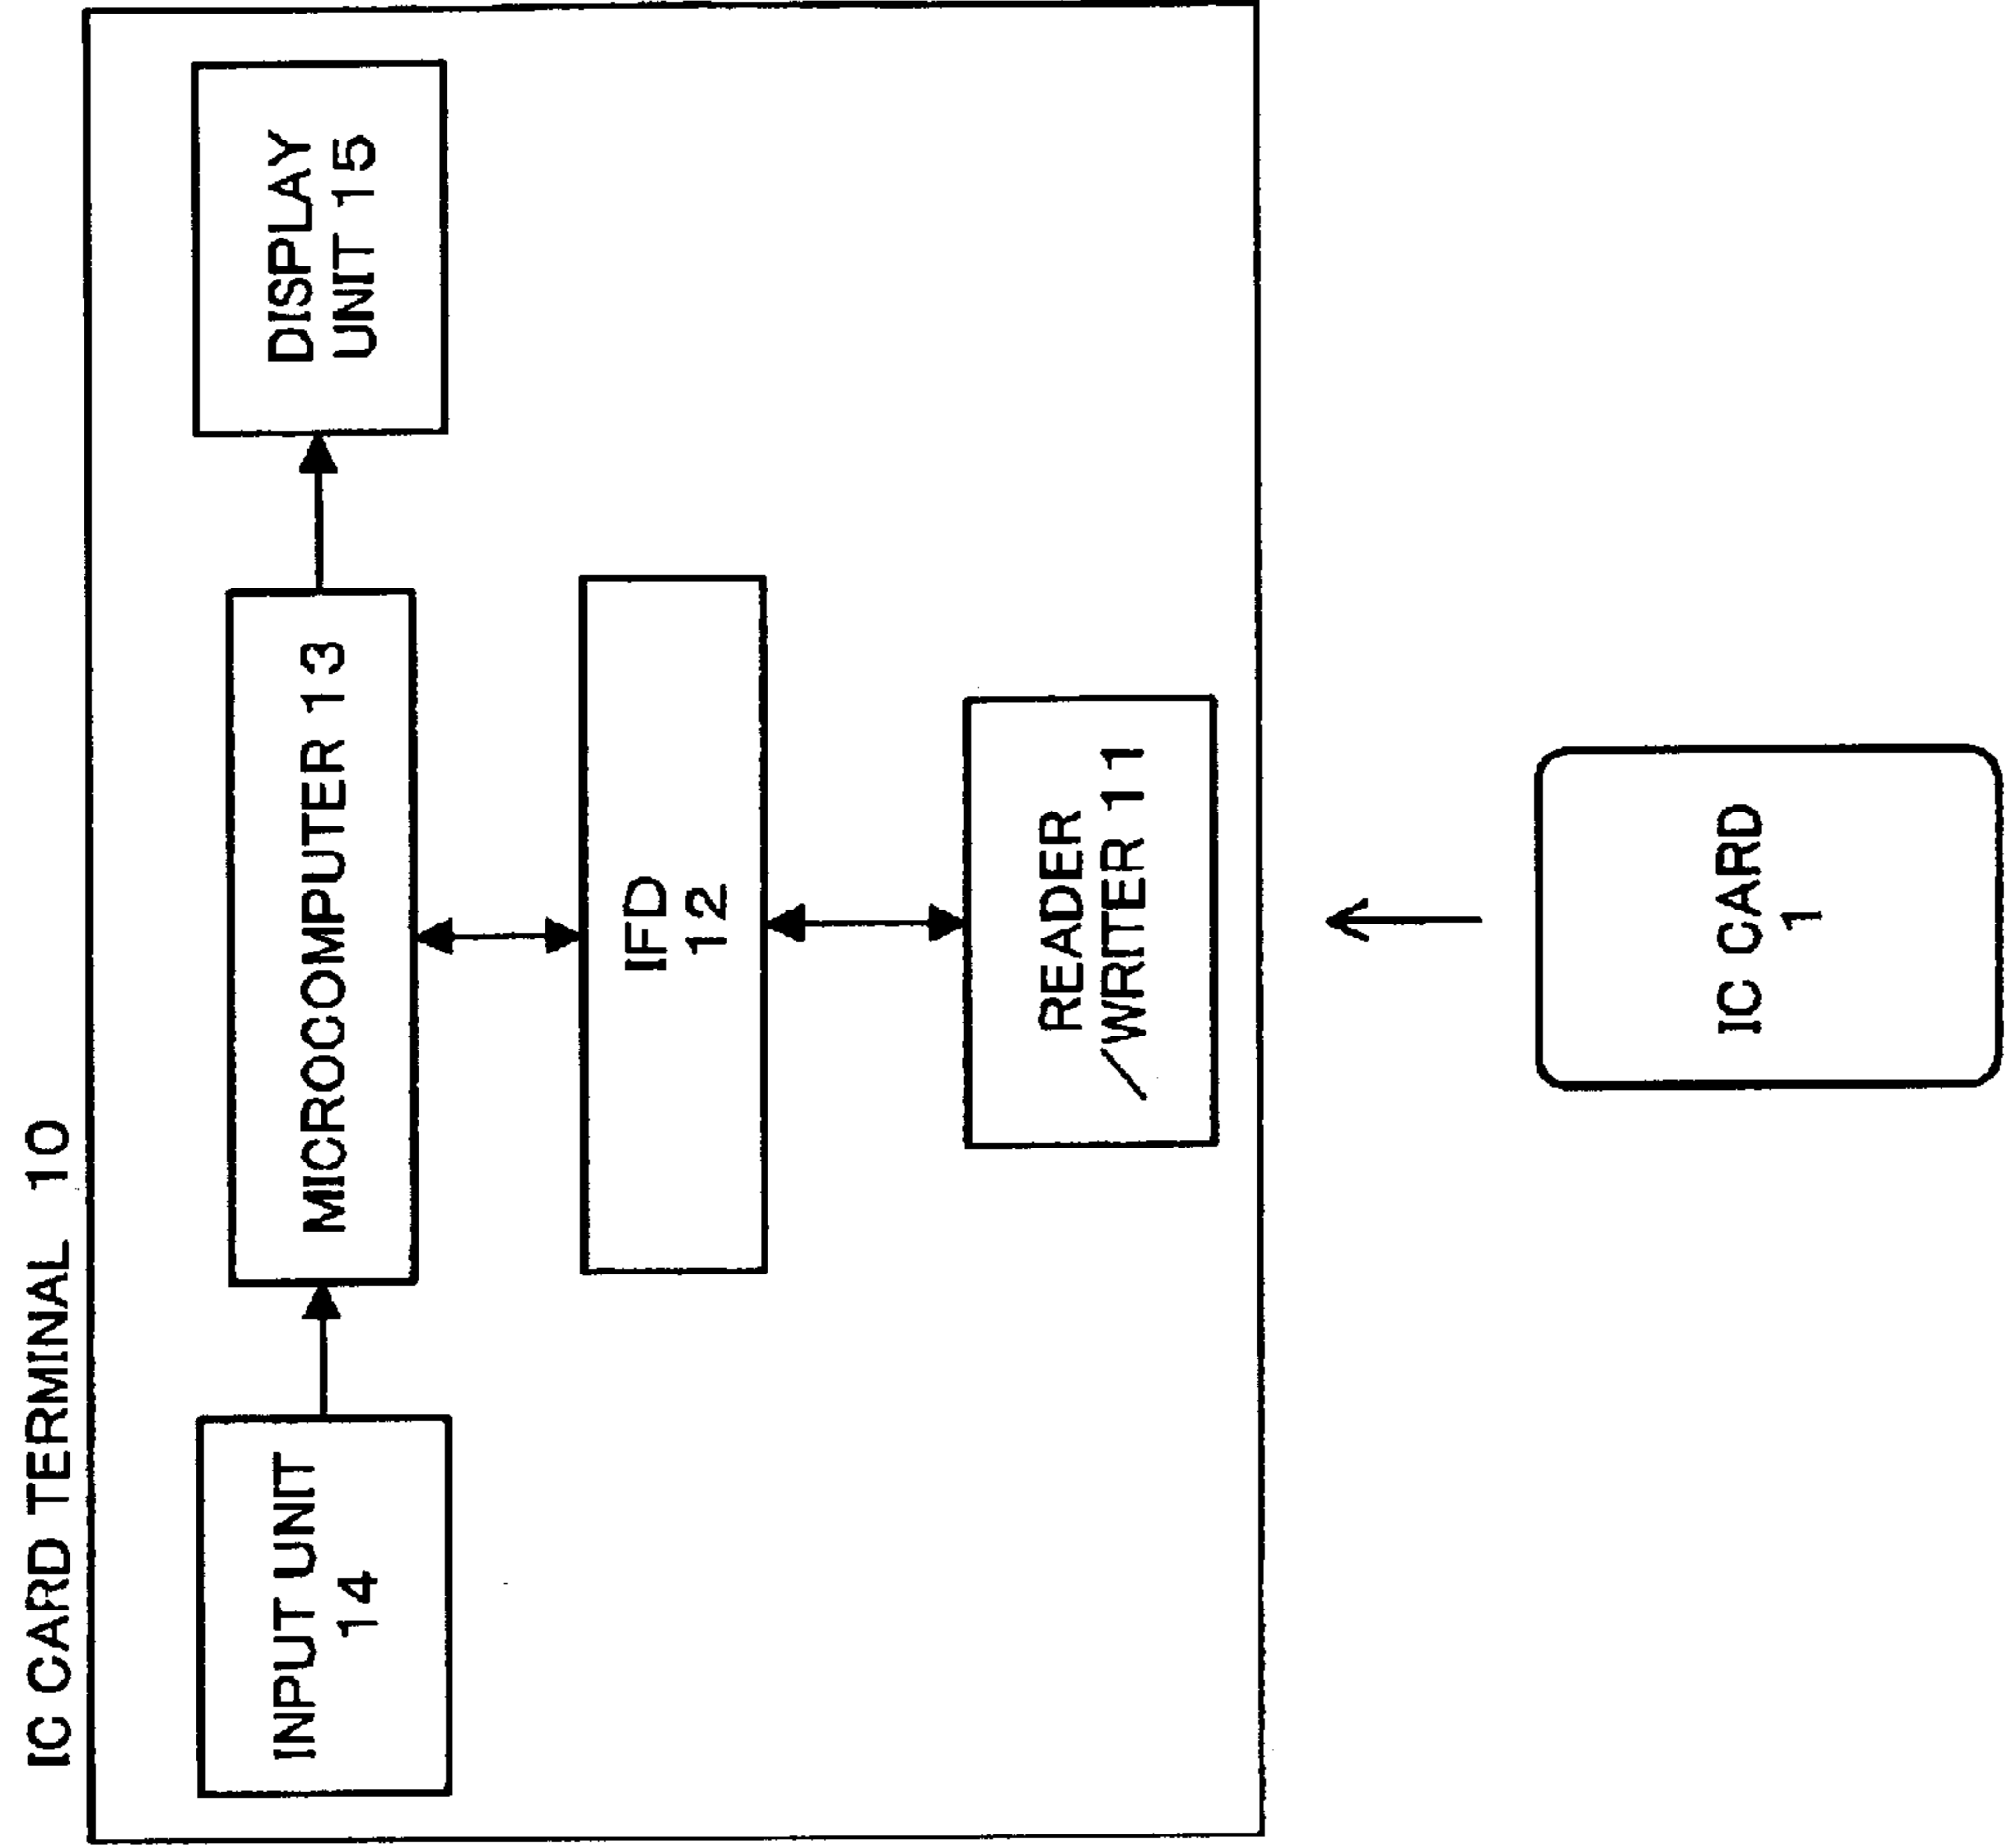 IC CARD TERMINAL 10
INPUT UNIT
14
MICROCOMPUTER 13
DISPLAY
UNIT 15
IFD
12
READER
/WRITER 11
IC CARD
1